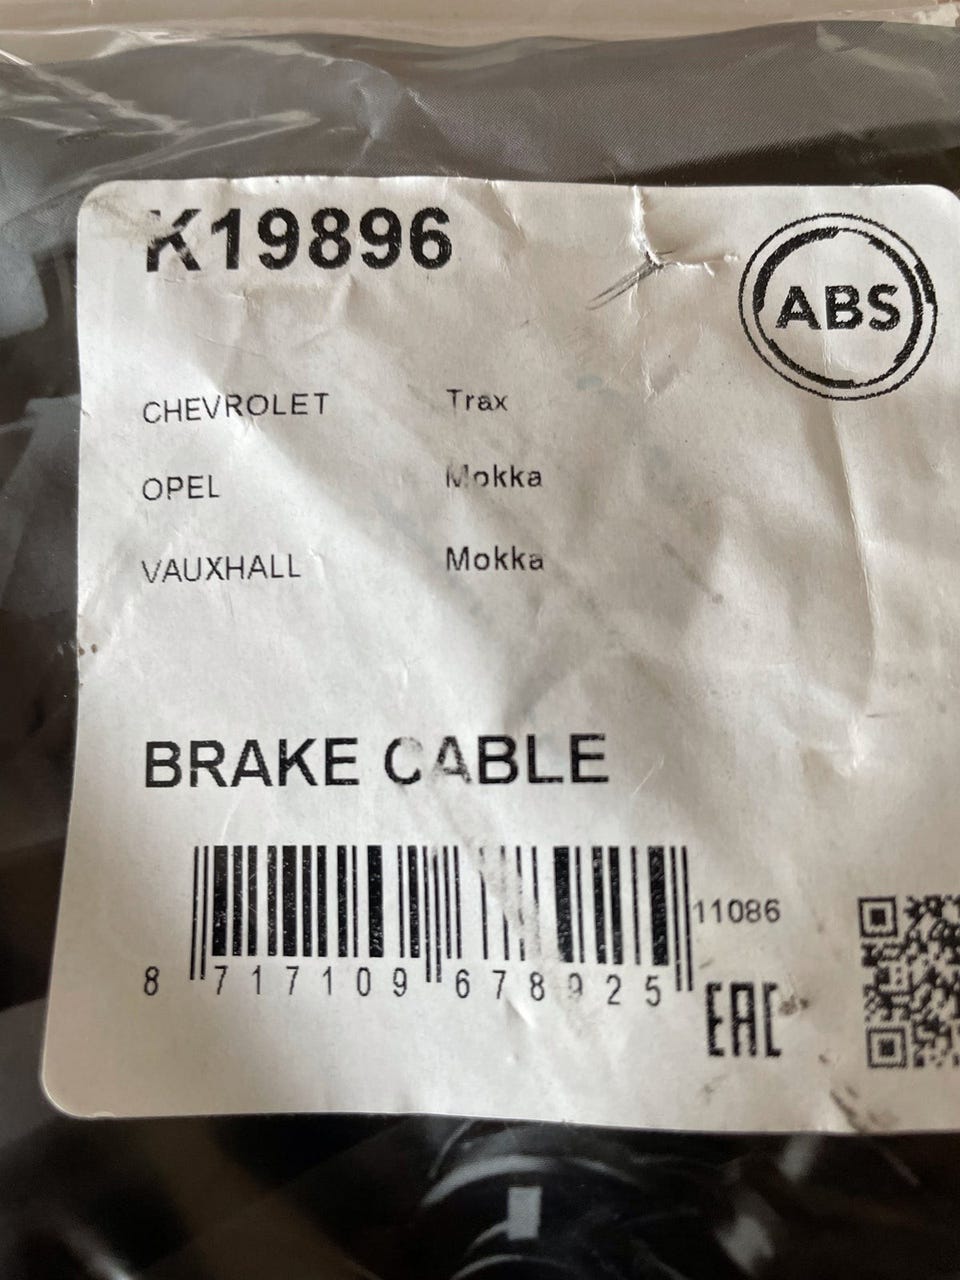 K19896
ABS
CHEVROLET Trax
OPEL Mokka
VAUXHALL Mokka
BRAKE CABLE
11086
8 717109 678925
EAC